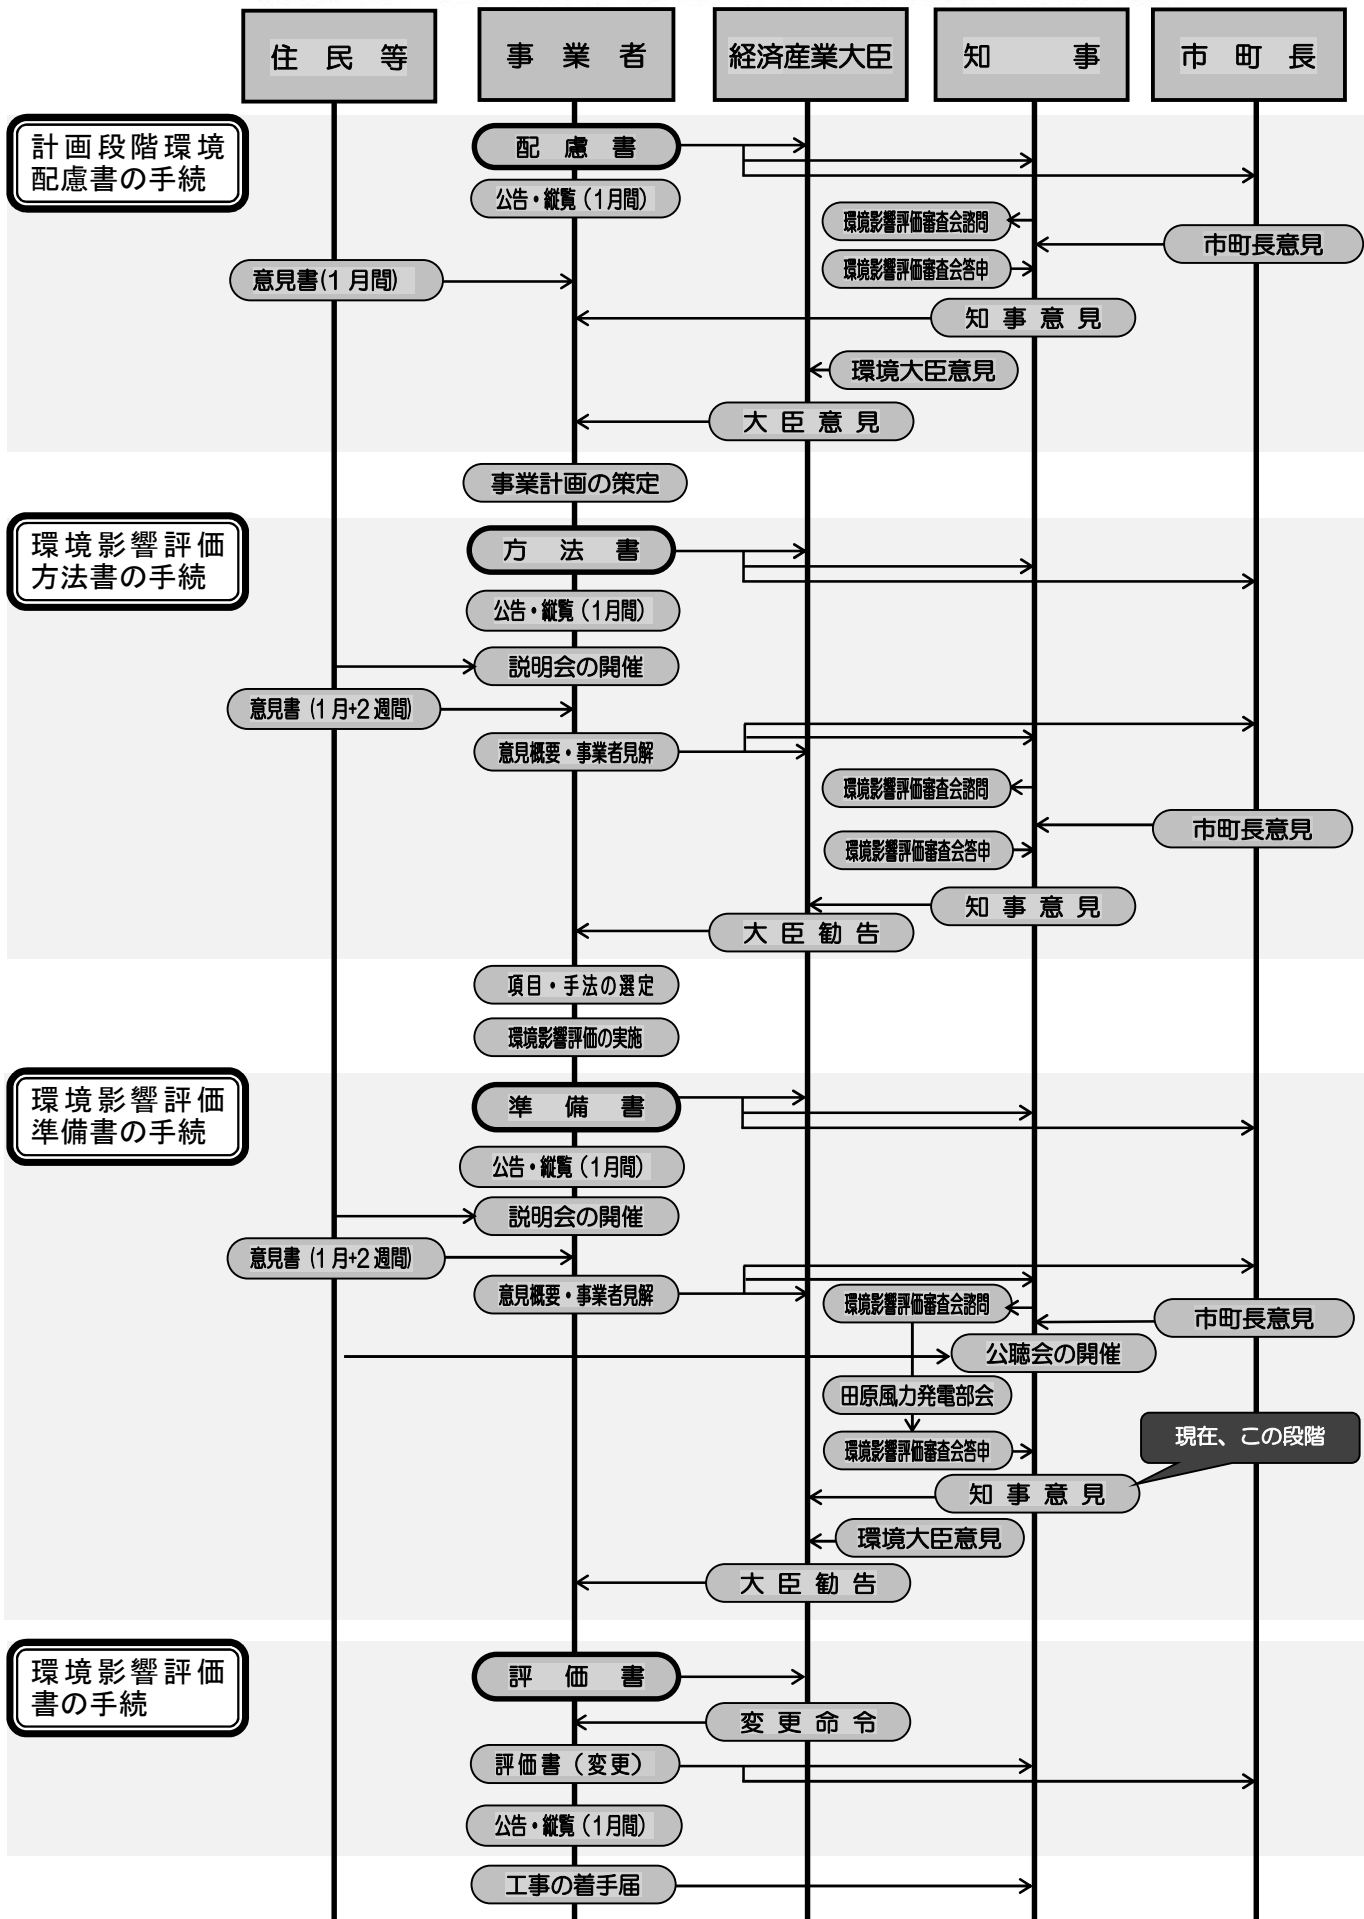 住　民　等
事　業　者
経済産業大臣
知　　　事
市　町　長
計画段階環境
配慮書の手続
配　慮　書
公告・縦覧（1月間）
環境影響評価審査会諮問
市町長意見
環境影響評価審査会答申
意見書(1 月間)
知 事 意 見
環境大臣意見
大 臣 意 見
事業計画の策定
環境影響評価
方法書の手続
方　法　書
公告・縦覧（1月間）
説明会の開催
意見書（1 月+2 週間）
意見概要・事業者見解
環境影響評価審査会諮問
市町長意見
環境影響評価審査会答申
知 事 意 見
大 臣 勧 告
項目・手法の選定
環境影響評価の実施
環境影響評価
準備書の手続
準　備　書
公告・縦覧（1月間）
説明会の開催
意見書（1 月+2 週間）
意見概要・事業者見解
環境影響評価審査会諮問
市町長意見
公聴会の開催
田原風力発電部会
現在、この段階
環境影響評価審査会答申
知 事 意 見
環境大臣意見
大 臣 勧 告
環境影響評価
書の手続
評　価　書
変 更 命 令
評価書（変更）
公告・縦覧（1月間）
工事の着手届